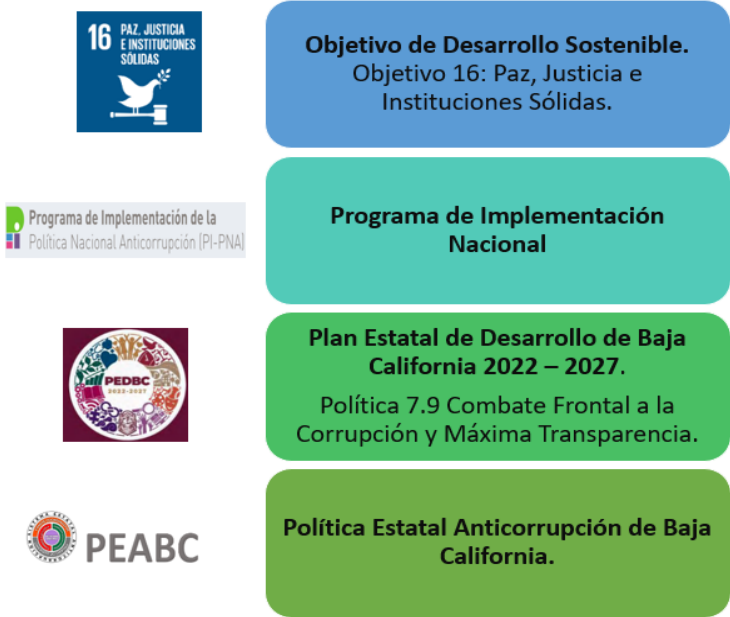 16 PAZ, JUSTICIA
E INSTITUCIONES
SÓLIDAS
Objetivo de Desarrollo Sostenible.
Objetivo 16: Paz, Justicia e
Instituciones Sólidas.
Programa de Implementación de la
Política Nacional Anticorrupción (PI-PNA)
Programa de Implementación
Nacional
PEDBC
2022-2027
Plan Estatal de Desarrollo de Baja
California 2022 – 2027.
Política 7.9 Combate Frontal a la
Corrupción y Máxima Transparencia.
PEABC
Política Estatal Anticorrupción de Baja
California.